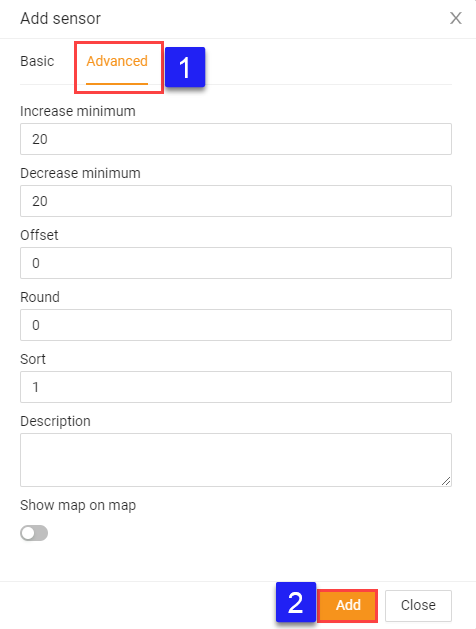 Add sensor X
Basic Advanced 1
Increase minimum
20
Decrease minimum
20
Offset
0
Round
0
Sort
1
Description
Show map on map
2 Add Close